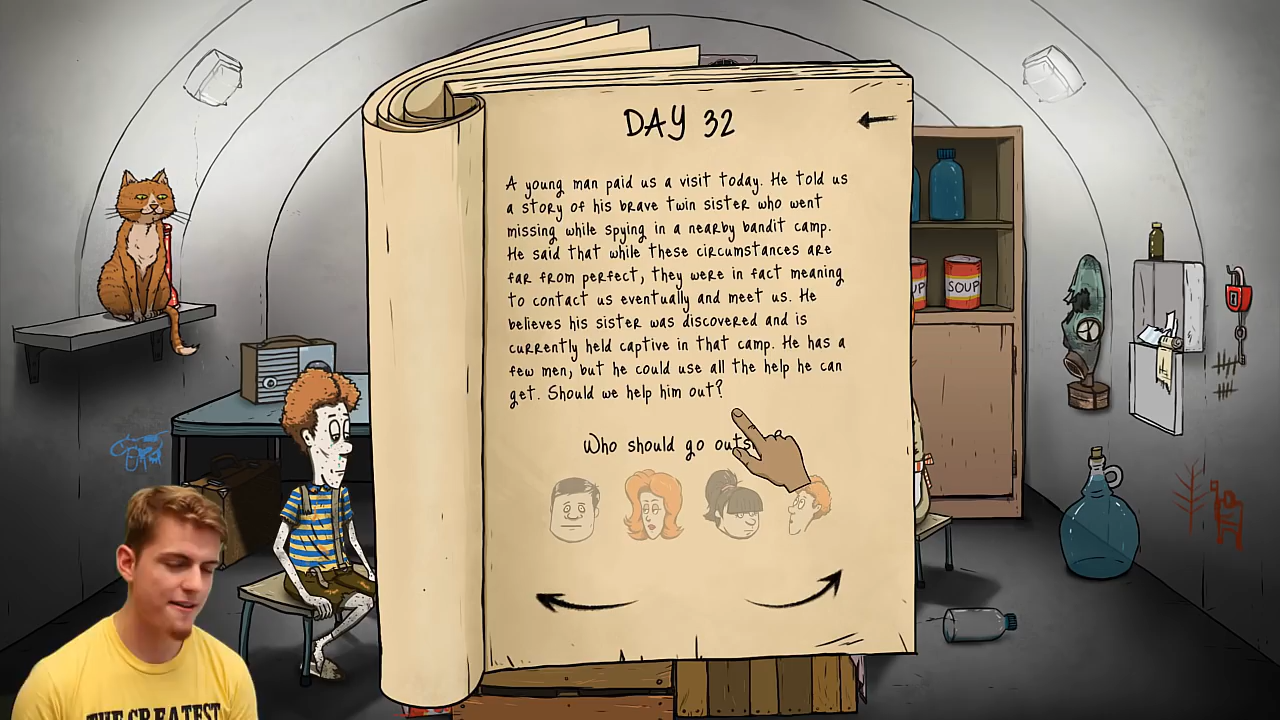 DAY 32
A young man paid us a visit today. He told us
a story of his brave twin sister who went
missing while spying in a nearby bandit camp.
He said that while these circumstances are
far from perfect, they were in fact meaning
to contact us eventually and meet us. He
believes his sister was discovered and is
currently held captive in that camp. He has a
few men, but he could use all the help he can
get. Should we help him out?
Who should go
SOUP
THE GREATEST